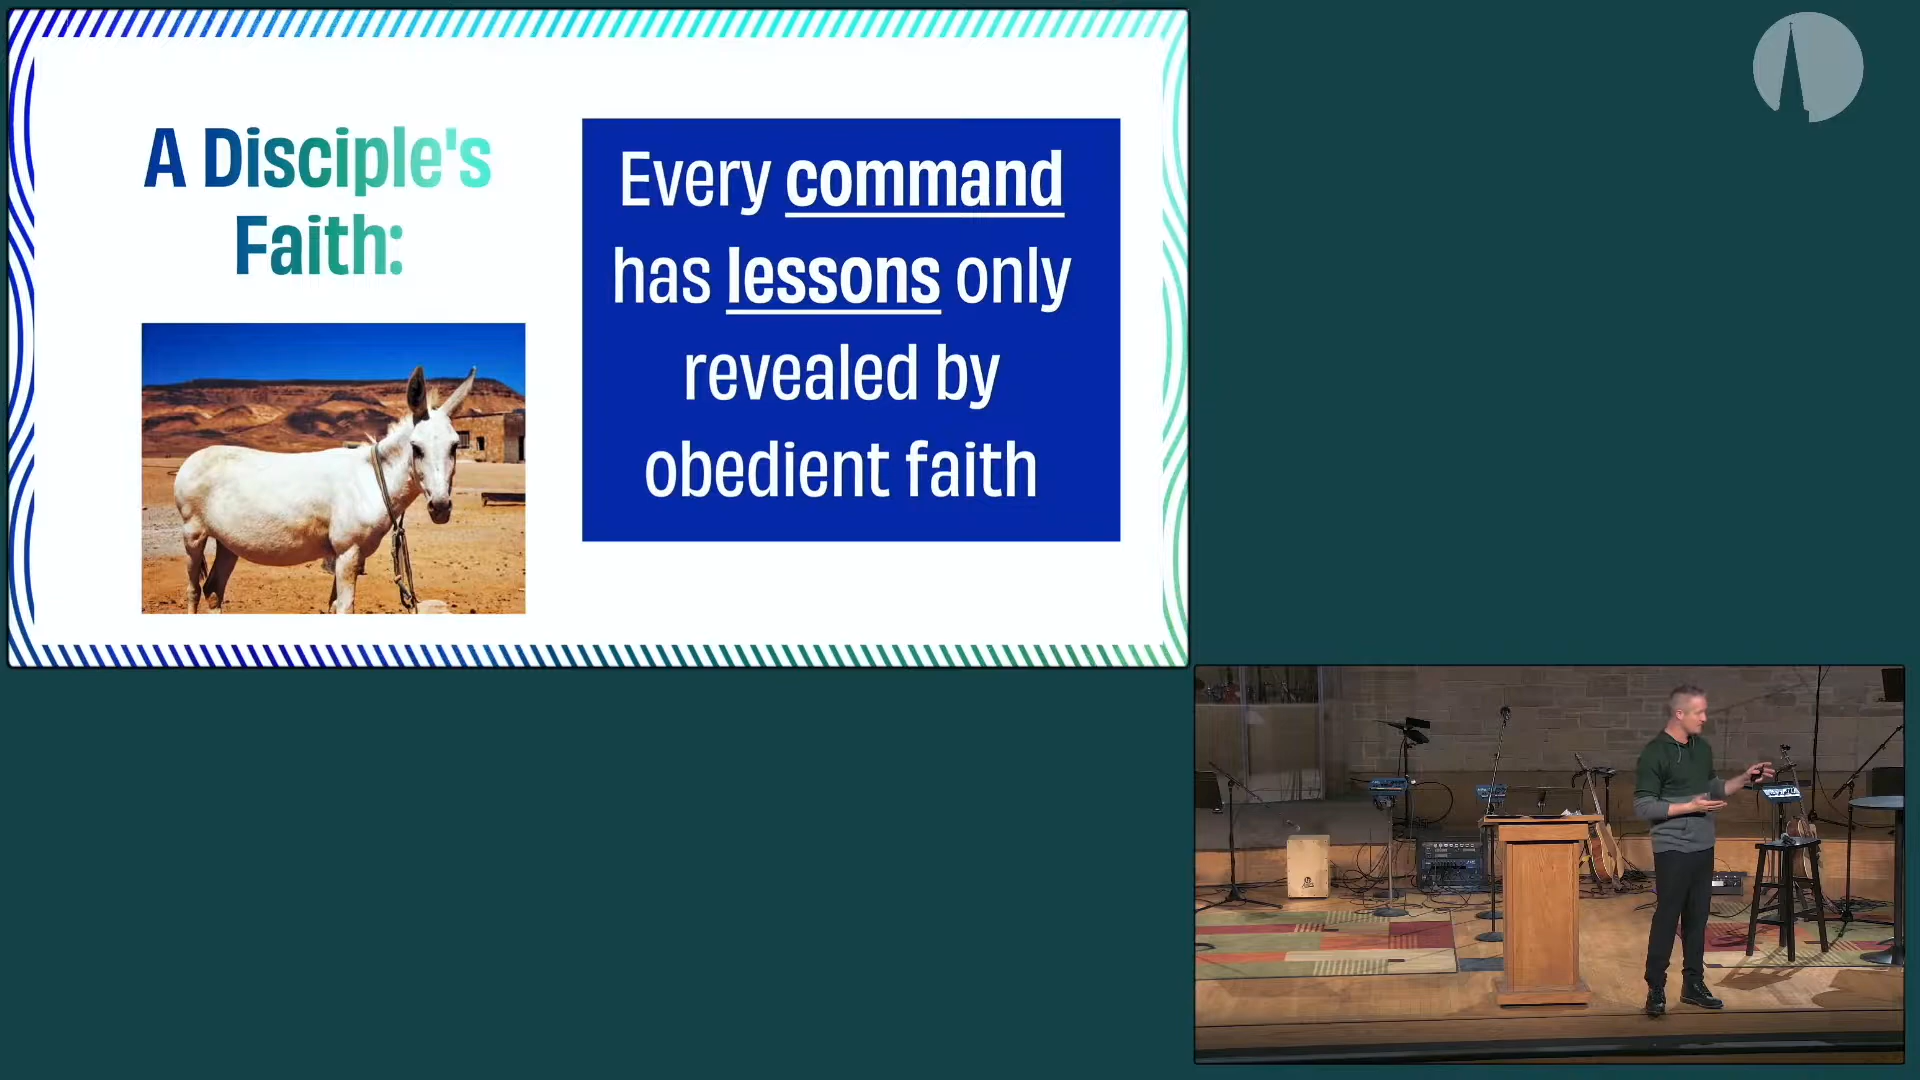 A Disciple's
Faith:
Every command
has lessons only
revealed by
obedient faith